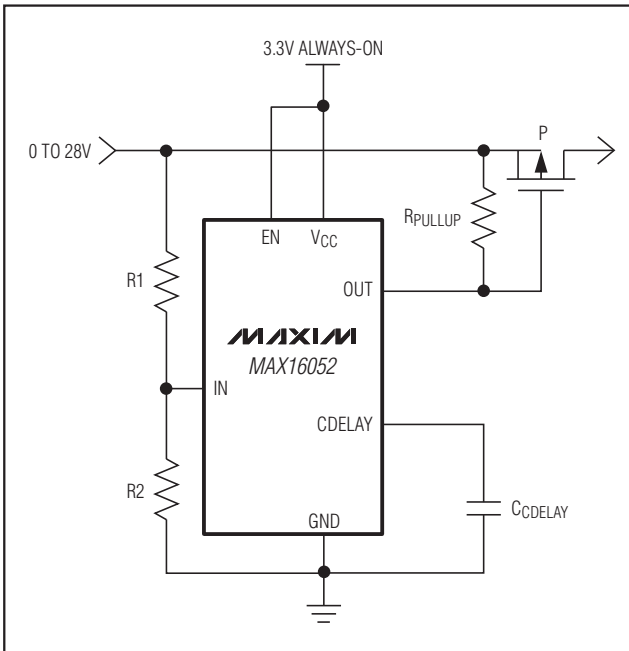 3.3V ALWAYS-ON
0 TO 28V
P
RPULLUP
EN
VCC
R1
OUT
MAXIM
MAX16052
IN
CDELAY
R2
CCDELAY
GND